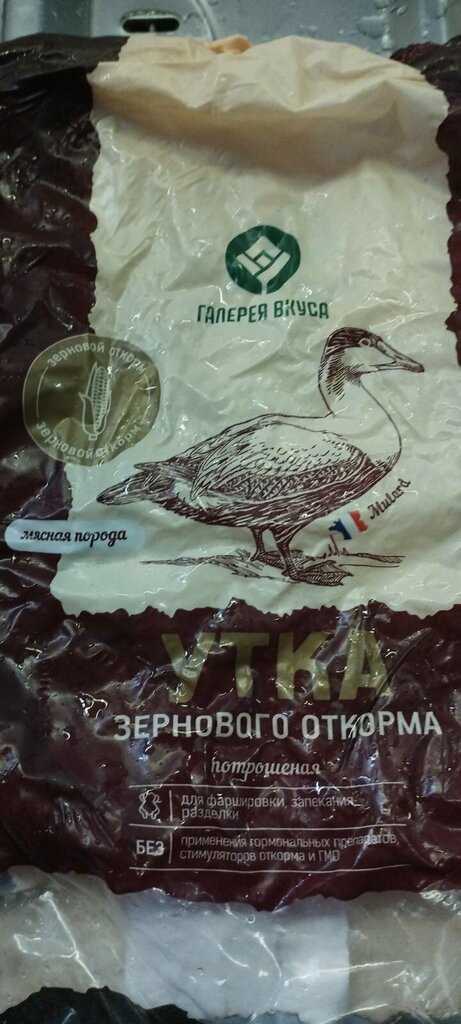 ГАЛЕРЕЯ ВКУСА
зерновой откорм
зерновой откорм
Mulard
мясная порода
УТКА
ЗЕРНОВОГО ОТКОРМА
потрошеная
для фаршировки, запекания,
разделки
БЕЗ
применения гормональных препаратов,
стимуляторов откорма и ГМО